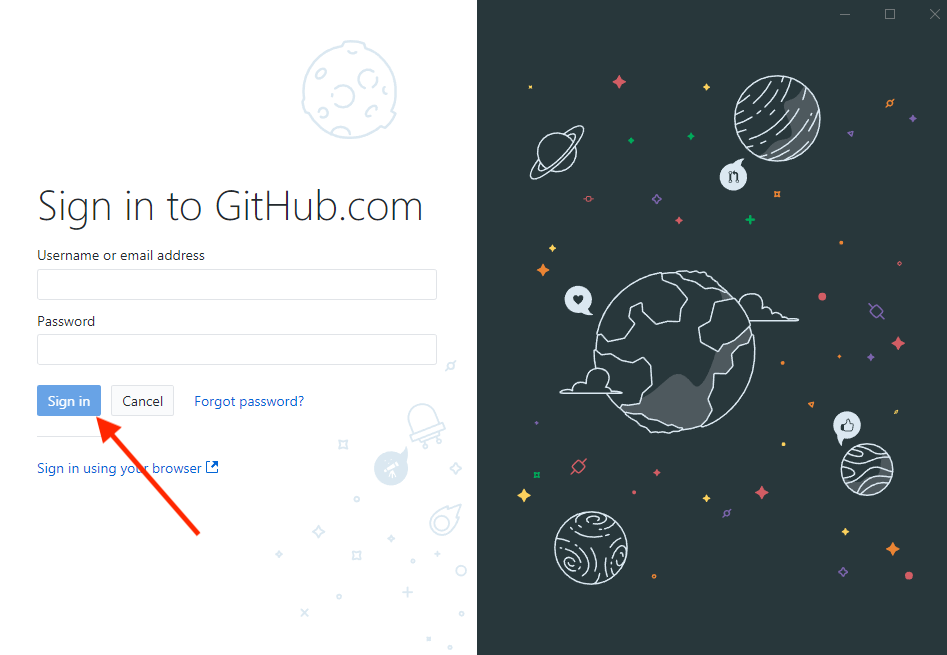 Sign in to GitHub.com
Username or email address
Password
Sign in Cancel Forgot password?
Sign in using your browser